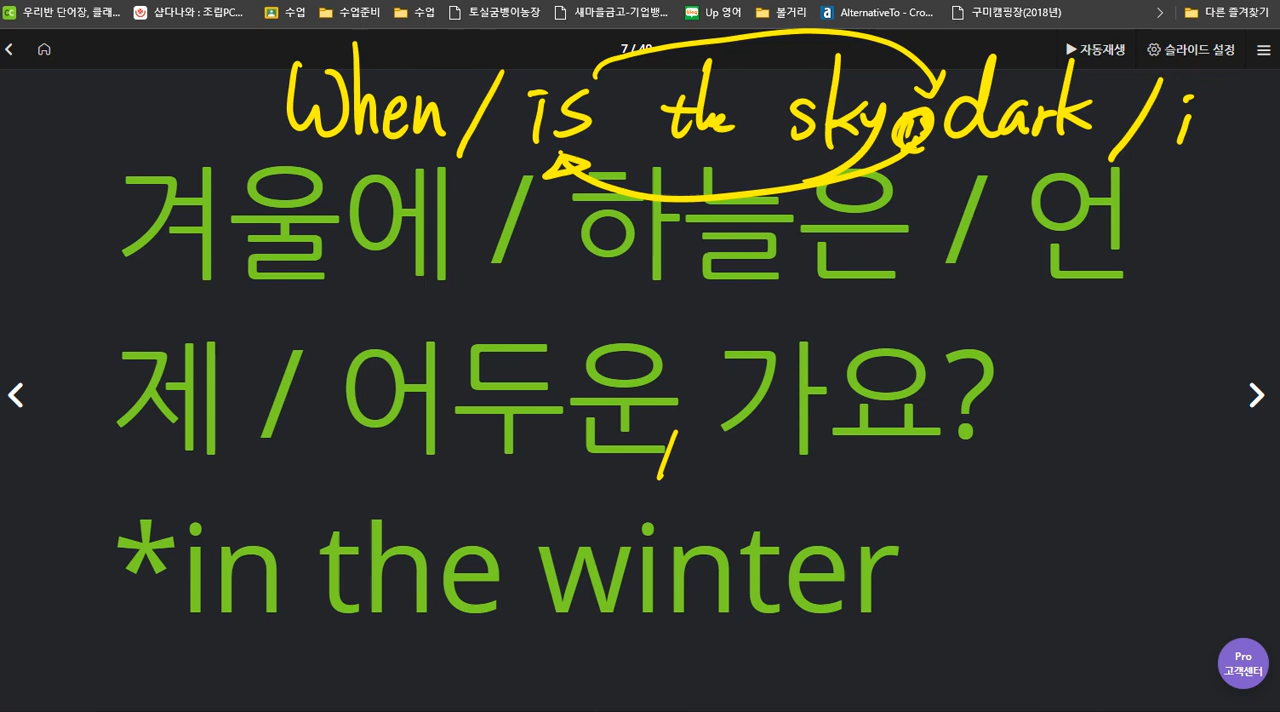 우리반 단어장, 클래... 샵다나와 : 조립PC... 수업 수업준비 수업 토실궁뱅이농장 새마을금고-기업뱅... Up 영어 볼거리 AlternativeTo - Cro... 구미캠핑장(2018년) 다른 즐겨찾기
7 / 49 자동재생 슬라이드 설정
When / is the sky dark / i
겨울에 / 하늘은 / 언
제 / 어두운 가요?
*in the winter
Pro
고객센터